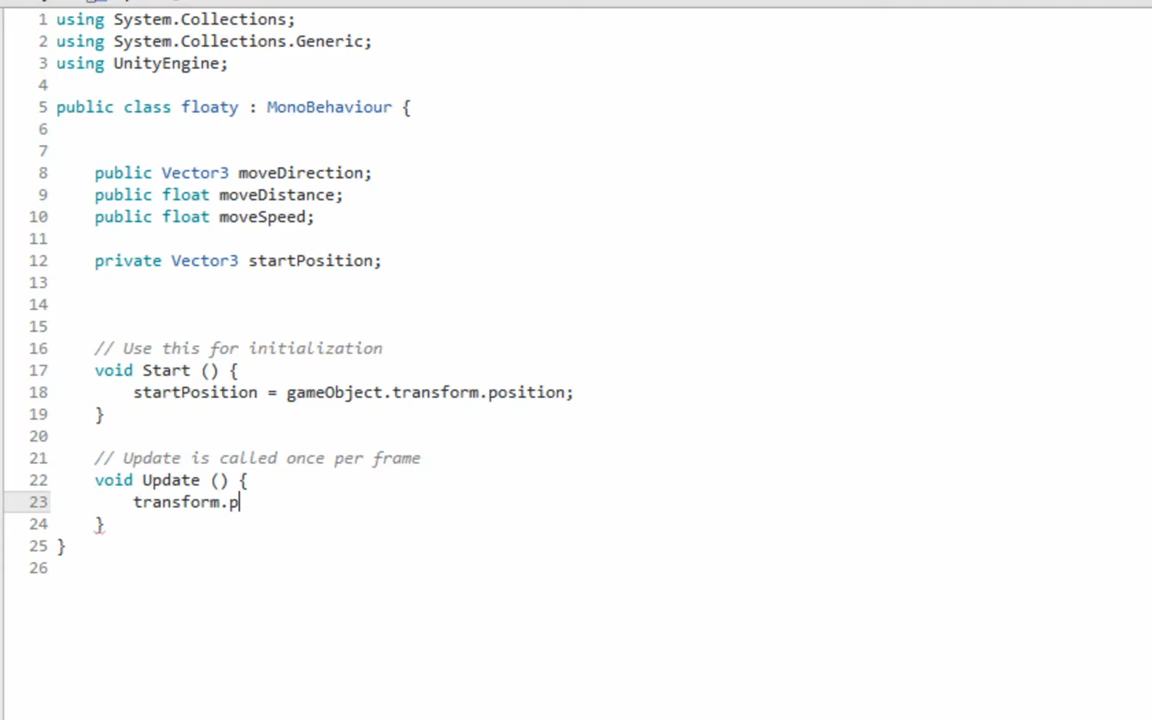 1 using System.Collections;
2 using System.Collections.Generic;
3 using UnityEngine;
4
5 public class floaty : MonoBehaviour {
6
7
8 public Vector3 moveDirection;
9 public float moveDistance;
10 public float moveSpeed;
11
12 private Vector3 startPosition;
13
14
15
16 // Use this for initialization
17 void Start () {
18 startPosition = gameObject.transform.position;
19 }
20
21 // Update is called once per frame
22 void Update () {
23 transform.p
24 }
25 }
26